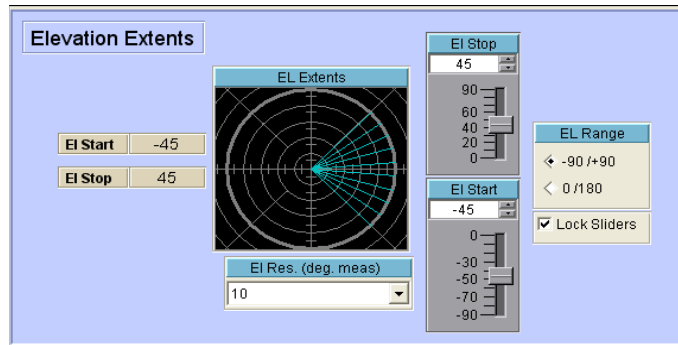 Elevation Extents
El Start -45
El Stop 45
EL Extents
El Res. (deg. meas)
10
El Stop
45
90
60
40
20
0
El Start
-45
0
-30
-50
-70
-90
EL Range
-90 /+90
0 /180
Lock Sliders